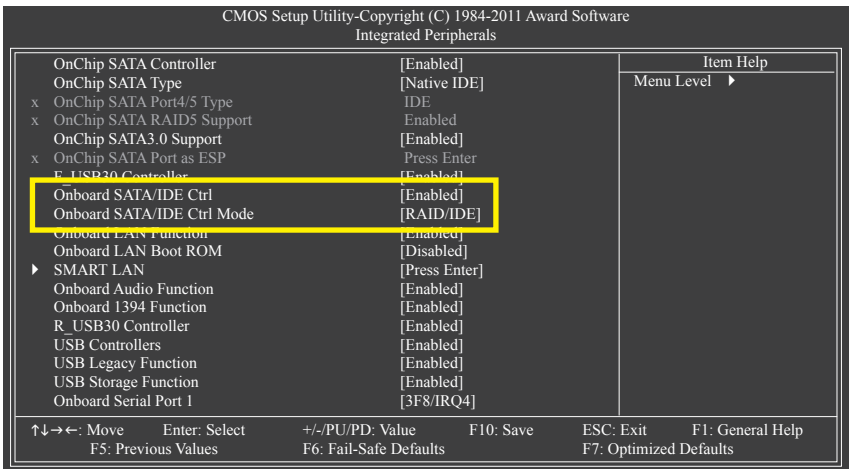 CMOS Setup Utility-Copyright (C) 1984-2011 Award Software
Integrated Peripherals
OnChip SATA Controller [Enabled] Item Help
OnChip SATA Type [Native IDE] Menu Level
x OnChip SATA Port4/5 Type IDE
x OnChip SATA RAID5 Support Enabled
OnChip SATA3.0 Support [Enabled]
x OnChip SATA Port as ESP Press Enter
F_USB30 Controller [Enabled]
Onboard SATA/IDE Ctrl [Enabled]
Onboard SATA/IDE Ctrl Mode [RAID/IDE]
Onboard LAN Function [Enabled]
Onboard LAN Boot ROM [Disabled]
SMART LAN [Press Enter]
Onboard Audio Function [Enabled]
Onboard 1394 Function [Enabled]
R_USB30 Controller [Enabled]
USB Controllers [Enabled]
USB Legacy Function [Enabled]
USB Storage Function [Enabled]
Onboard Serial Port 1 [3F8/IRQ4]
↑↓→←: Move Enter: Select +/-/PU/PD: Value F10: Save ESC: Exit F1: General Help
F5: Previous Values F6: Fail-Safe Defaults F7: Optimized Defaults